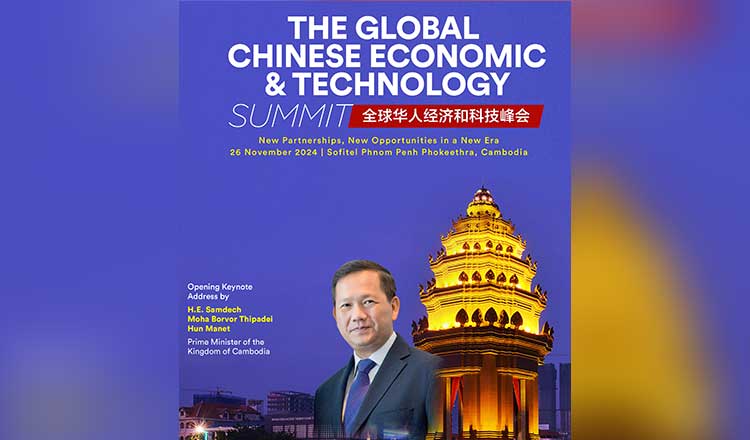 THE GLOBAL
CHINESE ECONOMIC
& TECHNOLOGY
SUMMIT 全球华人经济和科技峰会
New Partnerships, New Opportunities in a New Era
26 November 2024 | Sofitel Phnom Penh Phokeethra, Cambodia
Opening Keynote
Address by
H.E. Samdech
Moha Borvor Thipadei
Hun Manet
Prime Minister of the
Kingdom of Cambodia